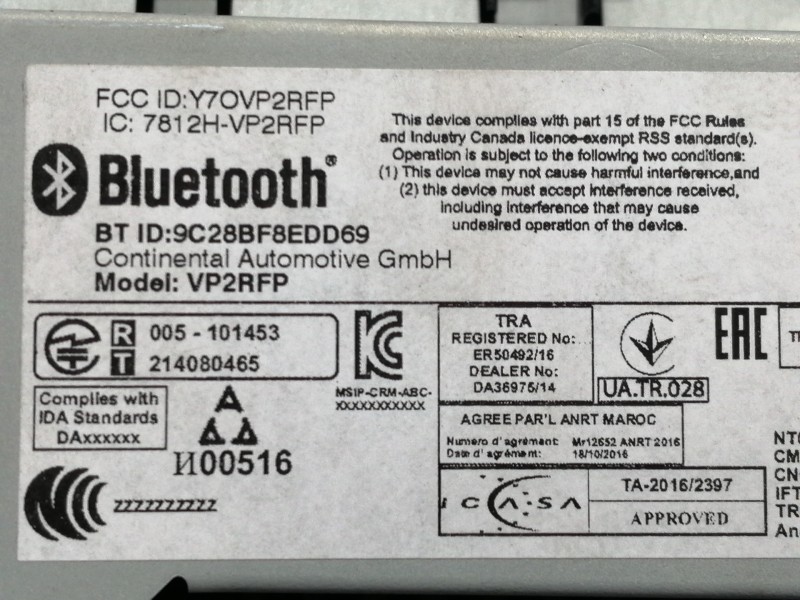 FCC ID:Y7OVP2RFP
IC: 7812H-VP2RFP
Bluetooth®
BT ID:9C28BF8EDD69
Continental Automotive GmbH
Model: VP2RFP
This device complies with part 15 of the FCC Rules
and Industry Canada licence-exempt RSS standard(s).
Operation is subject to the following two conditions:
(1) This device may not cause harmful interference,and
(2) this device must accept interference received,
including interference that may cause
undesired operation of the device.
R 005 - 101453
T 214080465
MSIP-CRM-ABC-
XXXXXXXXXXX
TRA
REGISTERED No:
ER50492/16
DEALER No:
DA36975/14
UA.TR.028
EAC
Complies with
IDA Standards
DAxxxxxx
И00516
AGREE PAR'L ANRT MAROC
Numero d'agrément: Mr12652 ANRT 2016
Date d'agrément: 18/10/2016
ZZZZZZZZZZ
ICASA
TA-2016/2397
APPROVED
CM
CN
IFT
TR
An